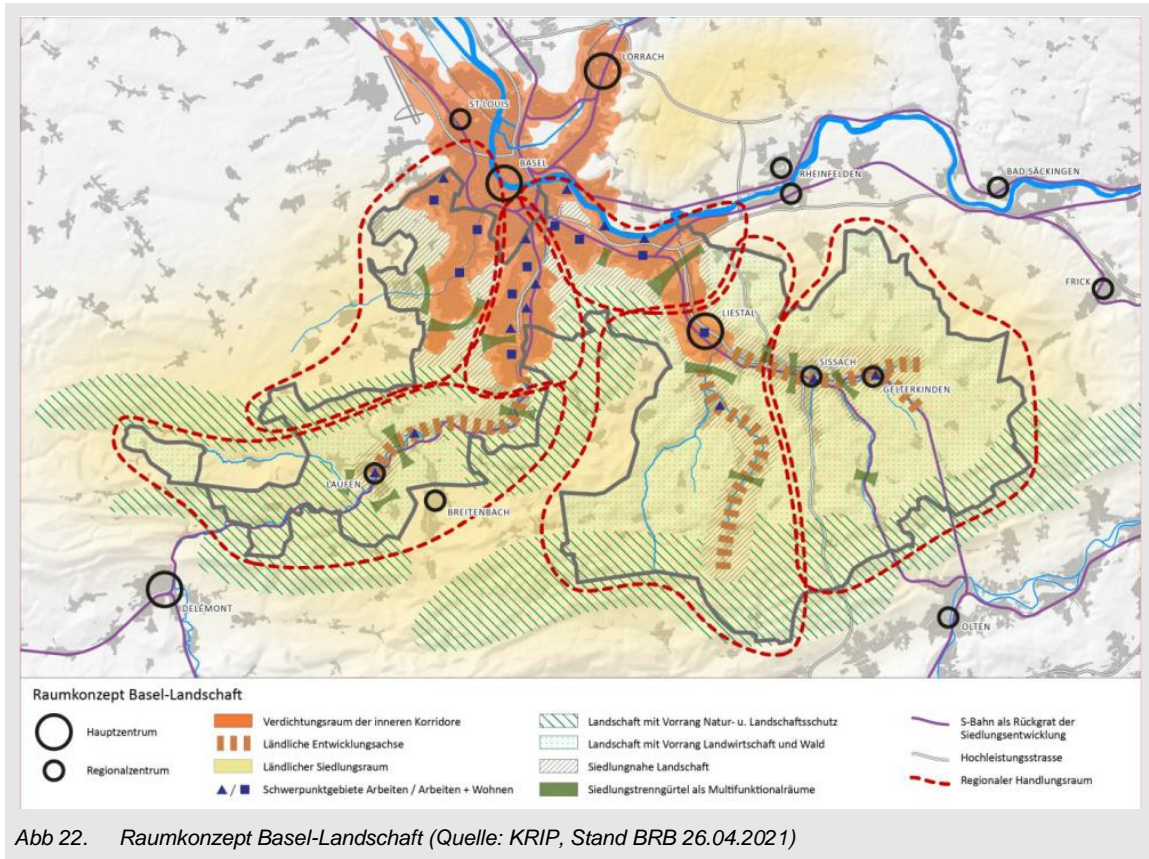 LÖRRACH
ST-LOUIS
BASEL
RHEINFELDEN
BAD SÄCKINGEN
FRICK
LIESTAL
SISSACH
GELTERKINDEN
LAUFEN
BREITENBACH
DELÉMONT
OLTEN
Raumkonzept Basel-Landschaft
Hauptzentrum
Regionalzentrum
Verdichtungsraum der inneren Korridore
Ländliche Entwicklungsachse
Ländlicher Siedlungsraum
Schwerpunktgebiete Arbeiten / Arbeiten + Wohnen
Landschaft mit Vorrang Natur- u. Landschaftsschutz
Landschaft mit Vorrang Landwirtschaft und Wald
Siedlungnahe Landschaft
Siedlungstrenngürtel als Multifunktionalräume
S-Bahn als Rückgrat der
Siedlungsentwicklung
Hochleistungsstrasse
Regionaler Handlungsraum
Abb 22. Raumkonzept Basel-Landschaft (Quelle: KRIP, Stand BRB 26.04.2021)